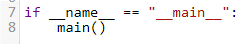 7 if __name__ == "__main__":
8     main()